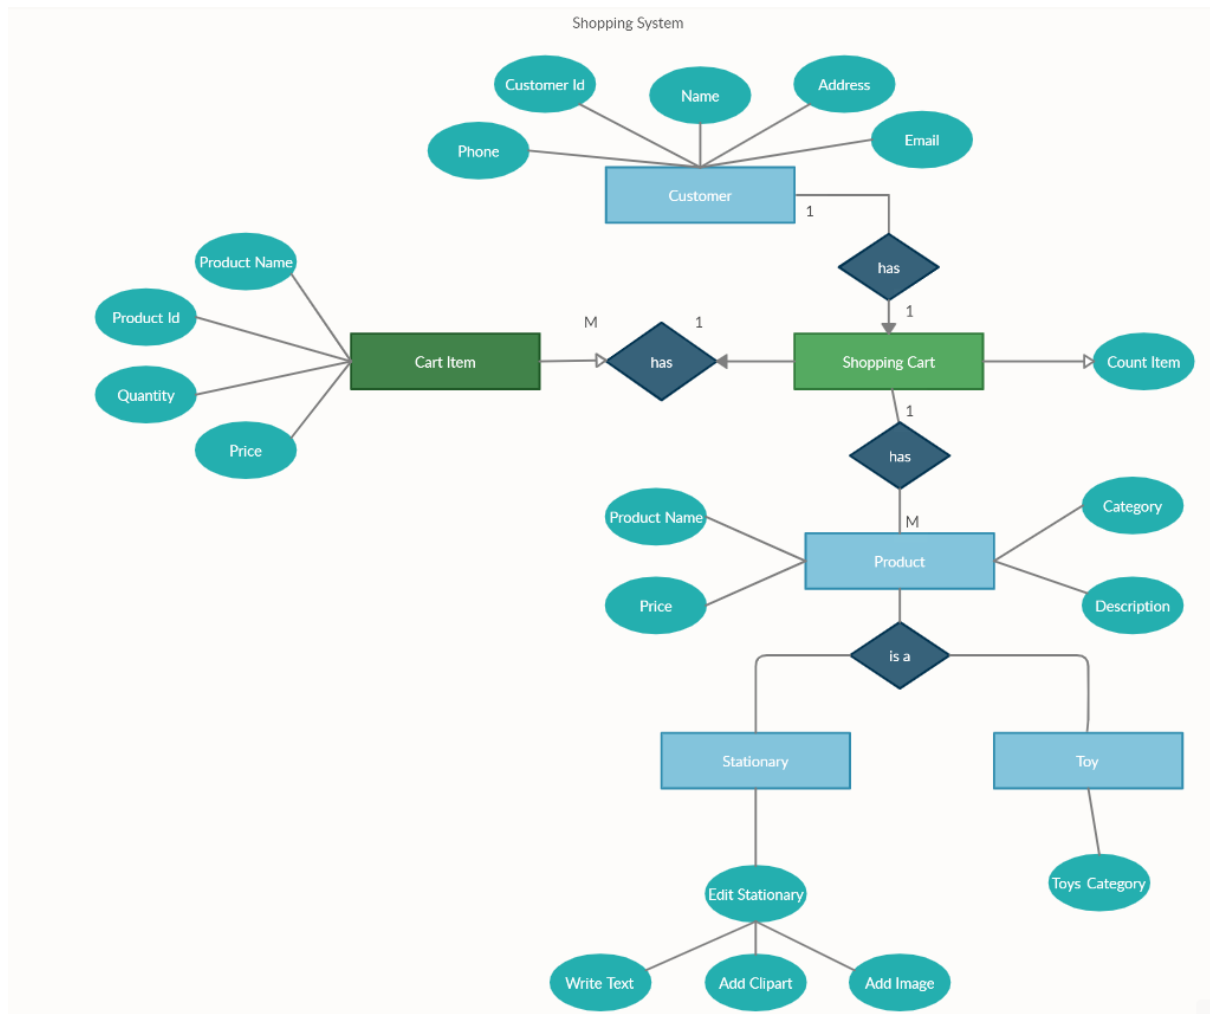 Shopping System
Customer Id
Name
Address
Phone
Email
Customer
1
has
1
Product Name
Product Id
Quantity
Price
Cart Item
M
has
1
Shopping Cart
Count Item
1
has
M
Product Name
Price
Product
Category
Description
is a
Stationary
Toy
Edit Stationary
Toys Category
Write Text
Add Clipart
Add Image